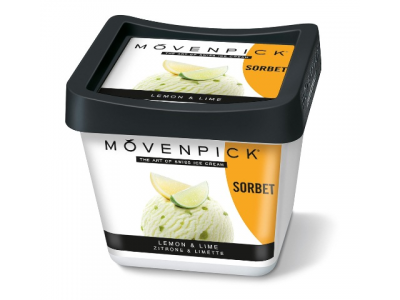 MÖVENPICK
THE ART OF SWISS ICE CREAM
SORBET
LEMON & LIME
MÖVENPICK®
THE ART OF SWISS ICE CREAM
SORBET
LEMON & LIME
ZITRONE & LIMETTE